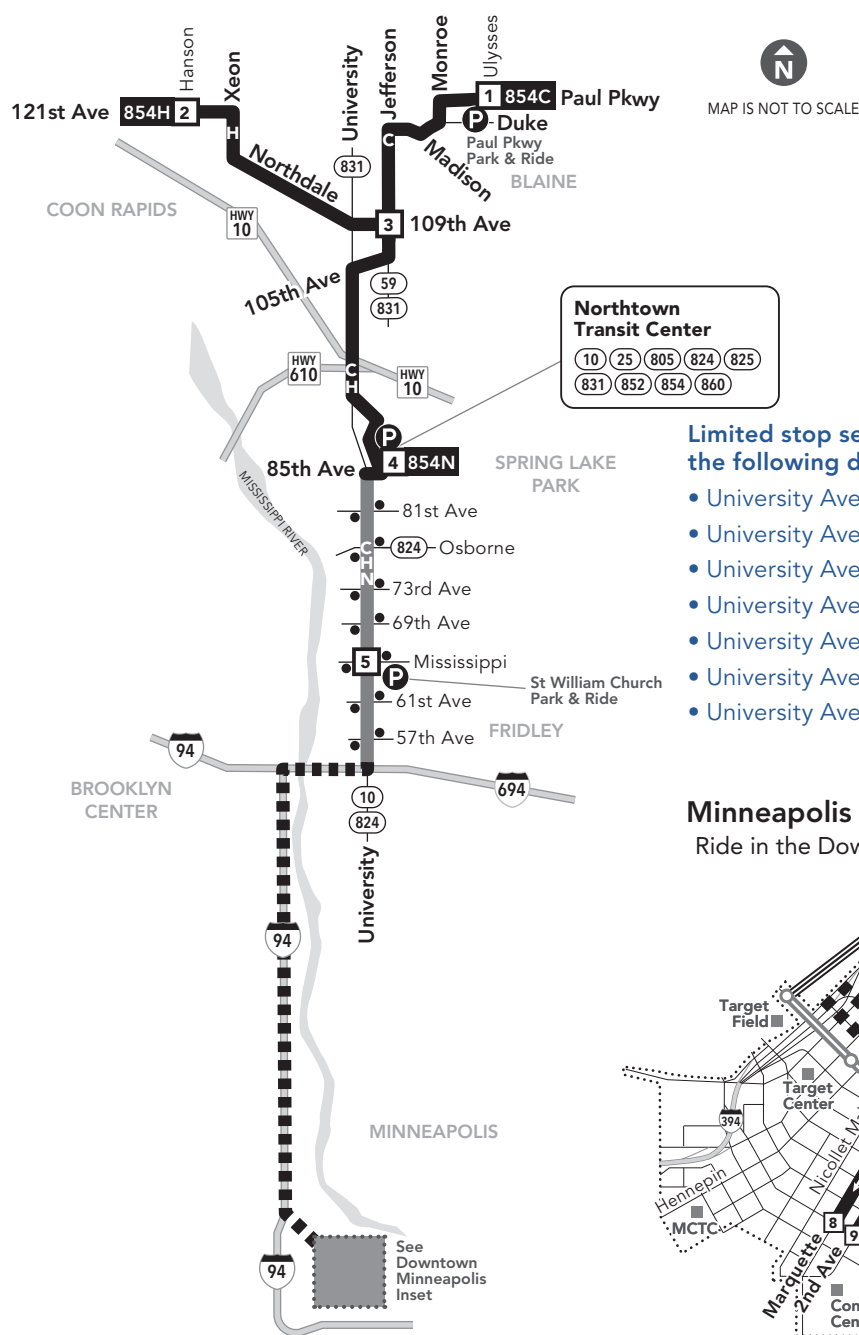 Hanson
Xeon
University
Jefferson
Monroe
Ulysses
N
MAP IS NOT TO SCALE
121st Ave
854H
2
1
854C
Paul Pkwy
P
Duke
Paul Pkwy
Park & Ride
H
C
Madison
Northdale
831
BLAINE
COON RAPIDS
HWY
10
3
109th Ave
105th Ave
59
831
Northtown
Transit Center
10 25 805 824 825
831 852 854 860
HWY
610
C
H
HWY
10
P
4
854N
85th Ave
SPRING LAKE
PARK
MISSISSIPPI RIVER
81st Ave
C
H
N
824
Osborne
73rd Ave
69th Ave
5
Mississippi
P
St William Church
Park & Ride
61st Ave
FRIDLEY
57th Ave
94
694
BROOKLYN
CENTER
10
824
University
94
MINNEAPOLIS
94
See
Downtown
Minneapolis
Inset
Limited stop se
the following d
• University Ave
• University Ave
• University Ave
• University Ave
• University Ave
• University Ave
• University Ave
Minneapolis
Ride in the Dow
Target
Field
Target
Center
394
Nicollet Ma
Hennepin
MCTC
8
9
Marquette
2nd Ave
Con
Cen